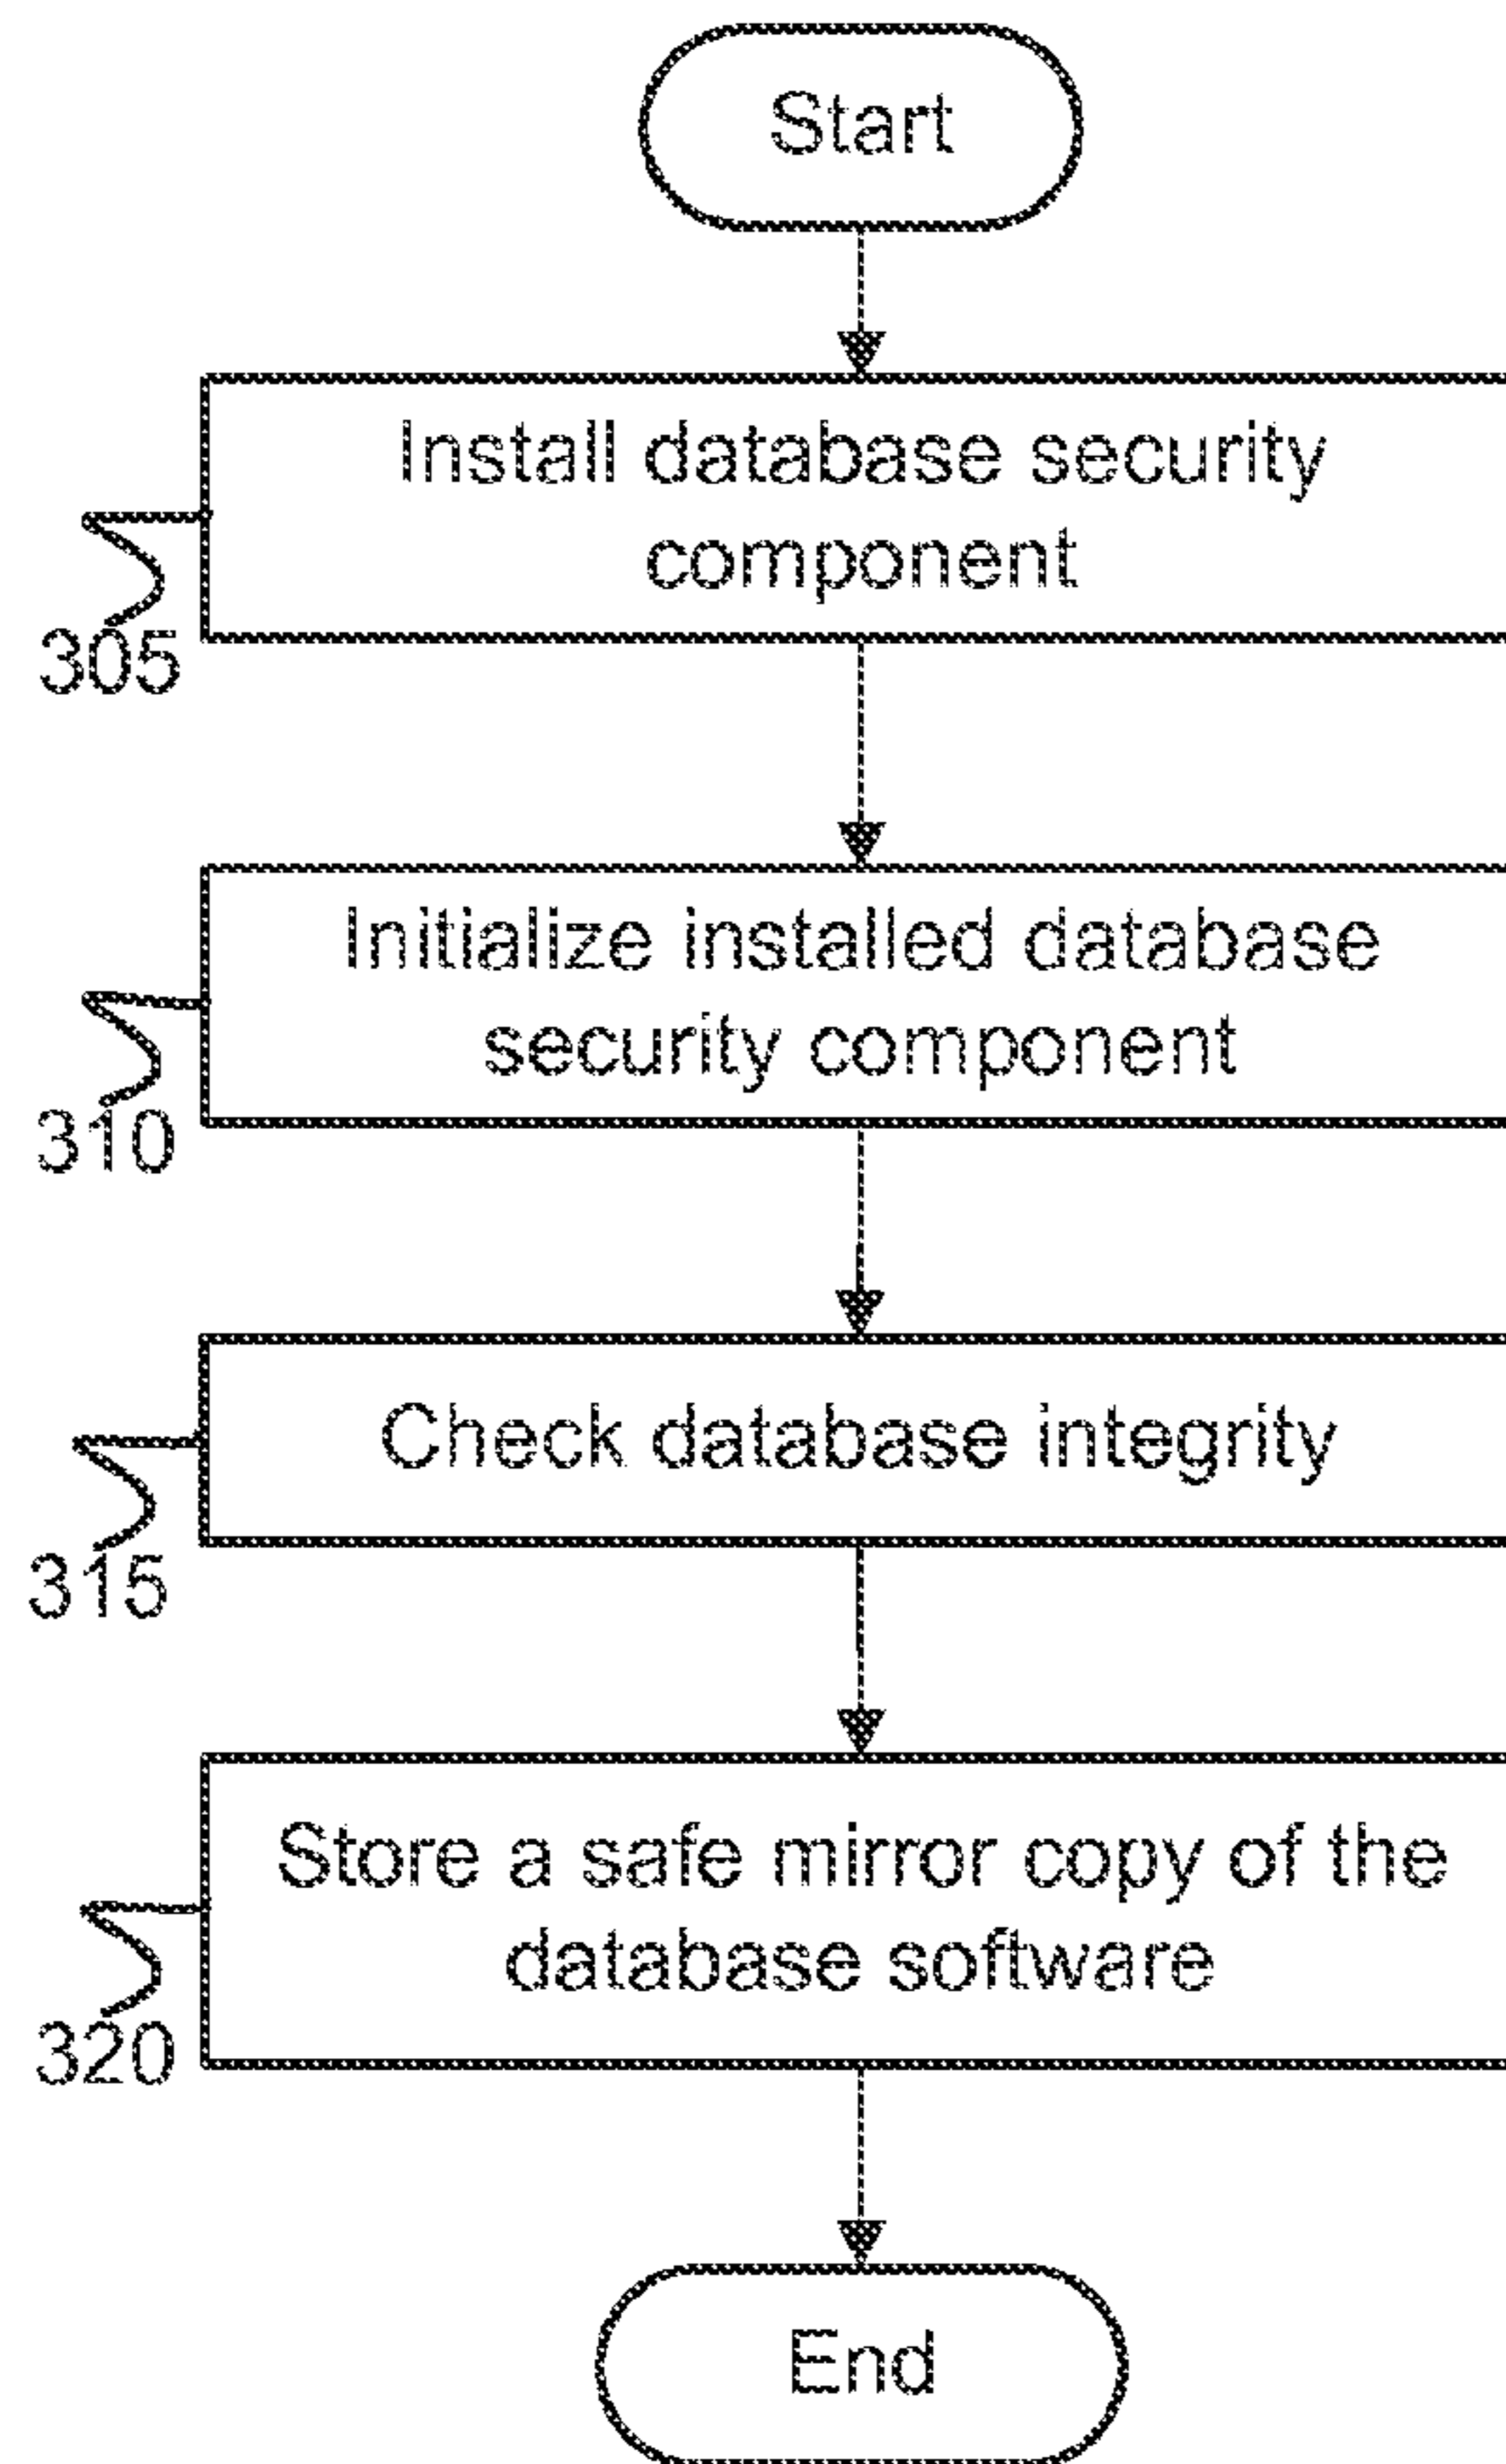 Start
Install database security
component
305
Initialize installed database
security component
310
Check database integrity
315
Store a safe mirror copy of the
database software
320
End